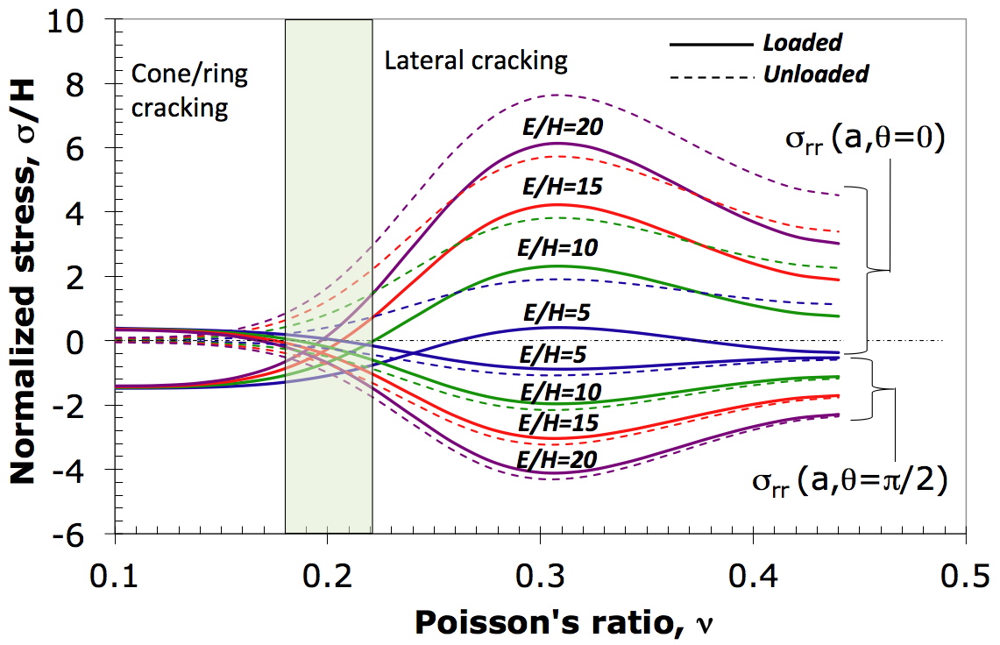 10
8
6
4
2
0
-2
-4
-6
0.1
0.2
0.3
0.4
0.5
Normalized stress, σ/H
Poisson's ratio, ν
Cone/ring
cracking
Lateral cracking
Loaded
Unloaded
E/H=20
E/H=15
E/H=10
E/H=5
E/H=5
E/H=10
E/H=15
E/H=20
σrr (a,θ=0)
σrr (a,θ=π/2)